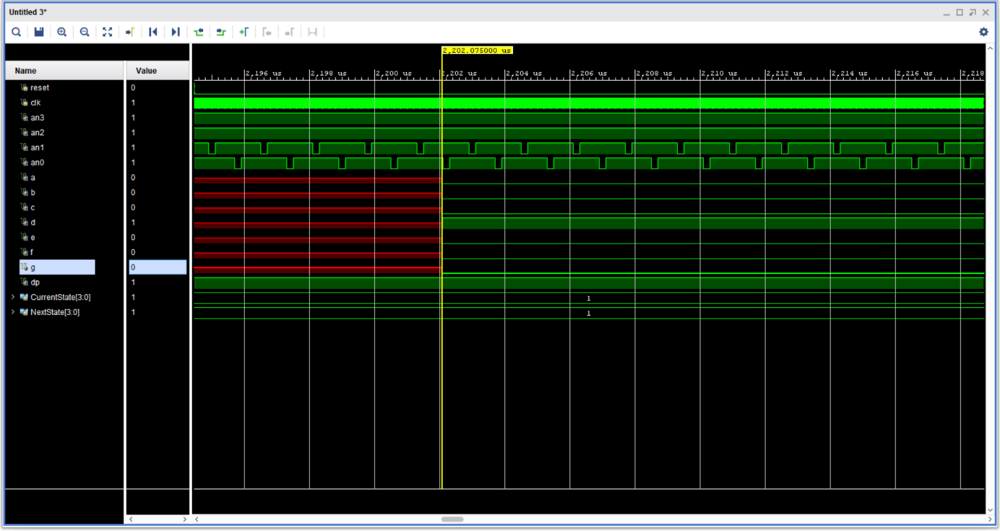 Untitled 3*
2,202.075000 us
Name Value
2,196 us 2,198 us 2,200 us 2,202 us 2,204 us 2,206 us 2,208 us 2,210 us 2,212 us 2,214 us 2,216 us 2,218
reset 0
clk 1
an3 1
an2 1
an1 1
an0 1
a 0
b 0
c 0
d 1
e 0
f 0
g 0
dp 1
CurrentState[3:0] 1 1
NextState[3:0] 1 1